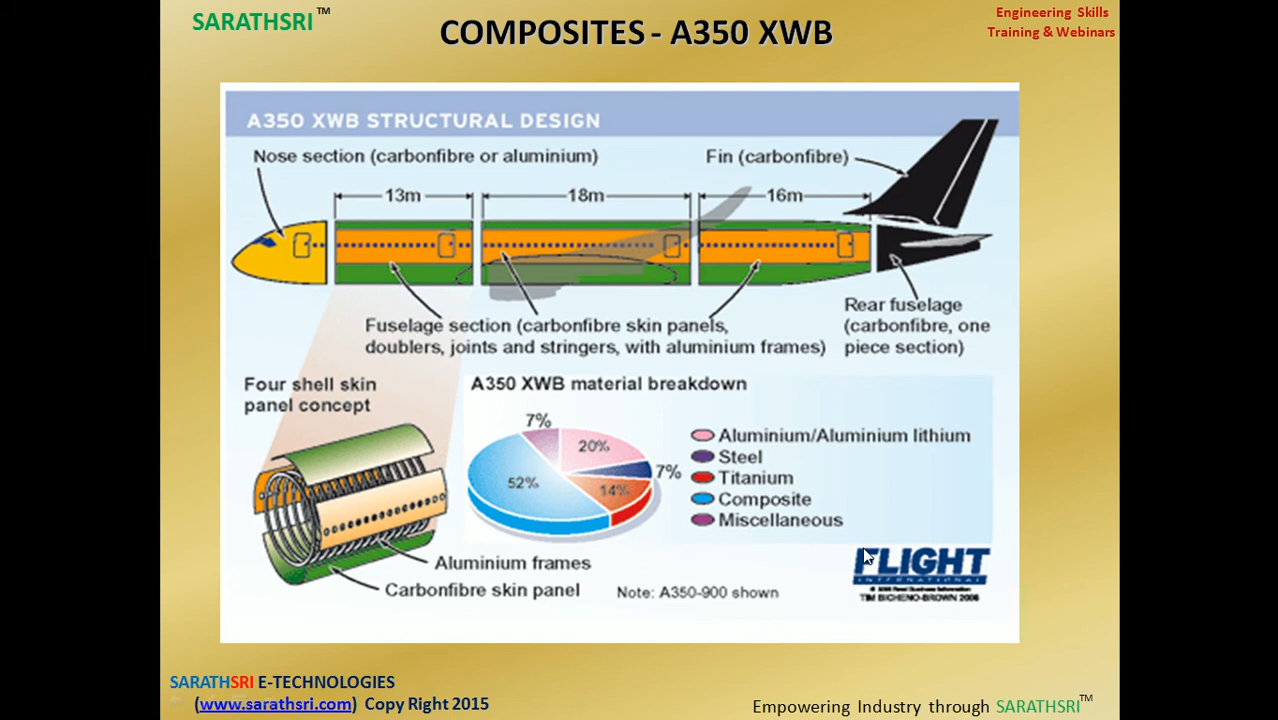 SARATHSRI™
COMPOSITES - A350 XWB
Engineering Skills
Training & Webinars
A350 XWB STRUCTURAL DESIGN
Nose section (carbonfibre or aluminium)
Fin (carbonfibre)
13m
18m
16m
Fuselage section (carbonfibre skin panels,
doublers, joints and stringers, with aluminium frames)
Rear fuselage
(carbonfibre, one
piece section)
Four shell skin
panel concept
Aluminium frames
Carbonfibre skin panel
A350 XWB material breakdown
7%
20%
7%
14%
52%
Aluminium/Aluminium lithium
Steel
Titanium
Composite
Miscellaneous
Note: A350-900 shown
FLIGHT
INTERNATIONAL
TIM BICHENO-BROWN 2006
SARATHSRI E-TECHNOLOGIES
(www.sarathsri.com) Copy Right 2015
Empowering Industry through SARATHSRI™